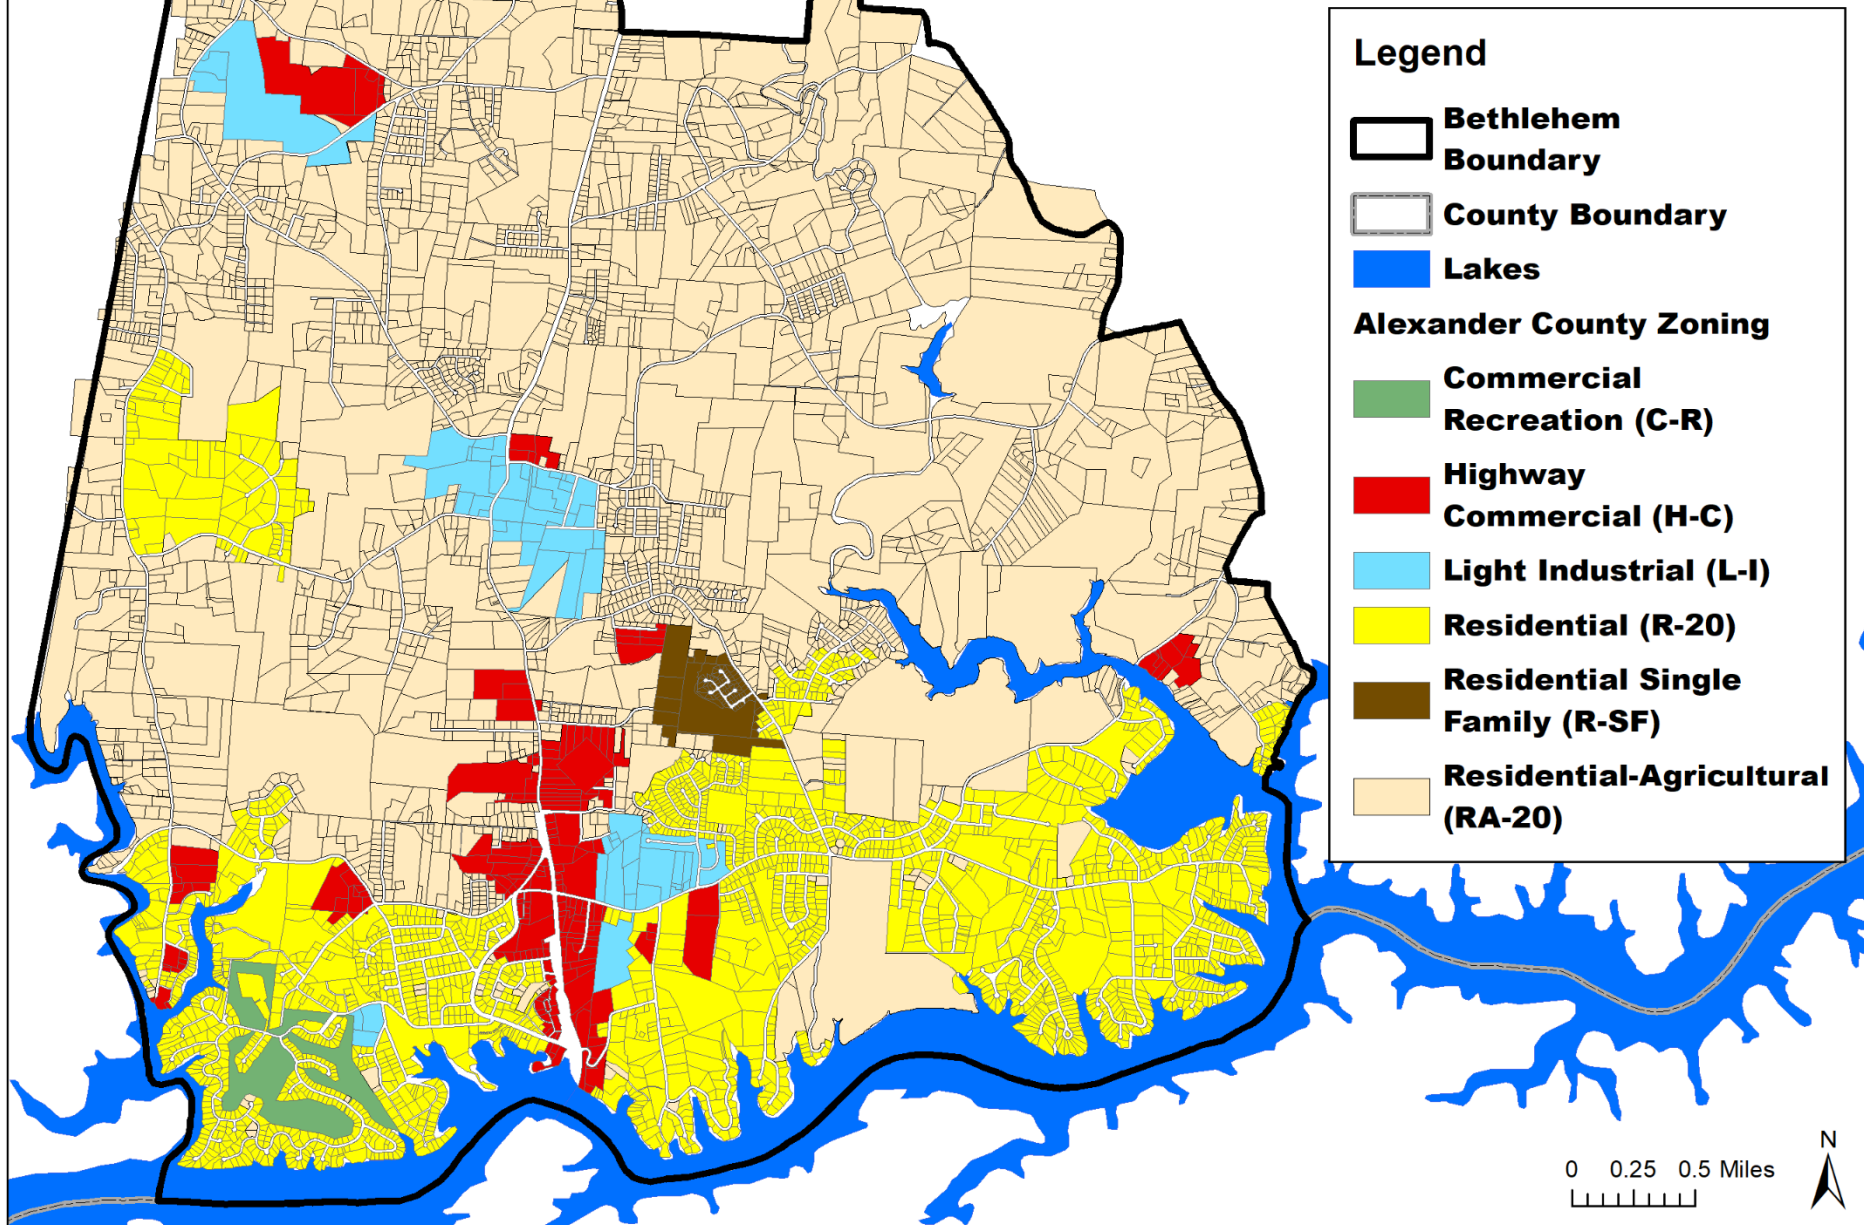 Legend
Bethlehem
Boundary
County Boundary
Lakes
Alexander County Zoning
Commercial
Recreation (C-R)
Highway
Commercial (H-C)
Light Industrial (L-I)
Residential (R-20)
Residential Single
Family (R-SF)
Residential-Agricultural
(RA-20)
N
0 0.25 0.5 Miles